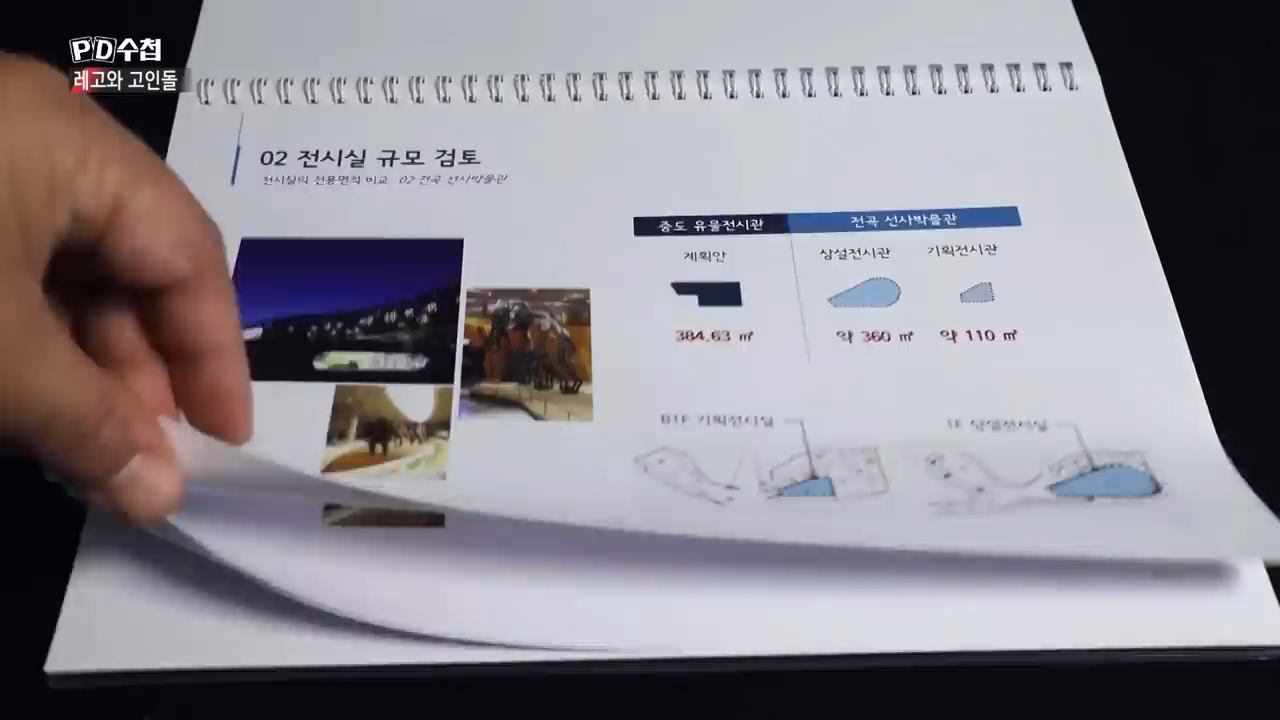 PD수첩
레고와 고인돌
02 전시실 규모 검토
전시실의 전용면적 비교 02 전곡 선사박물관
중도 유물전시관 전곡 선사박물관
계획안 상설전시관 기획전시관
384.63 ㎡ 약 360 ㎡ 약 110 ㎡
B1F 기획전시실 1F 상설전시실